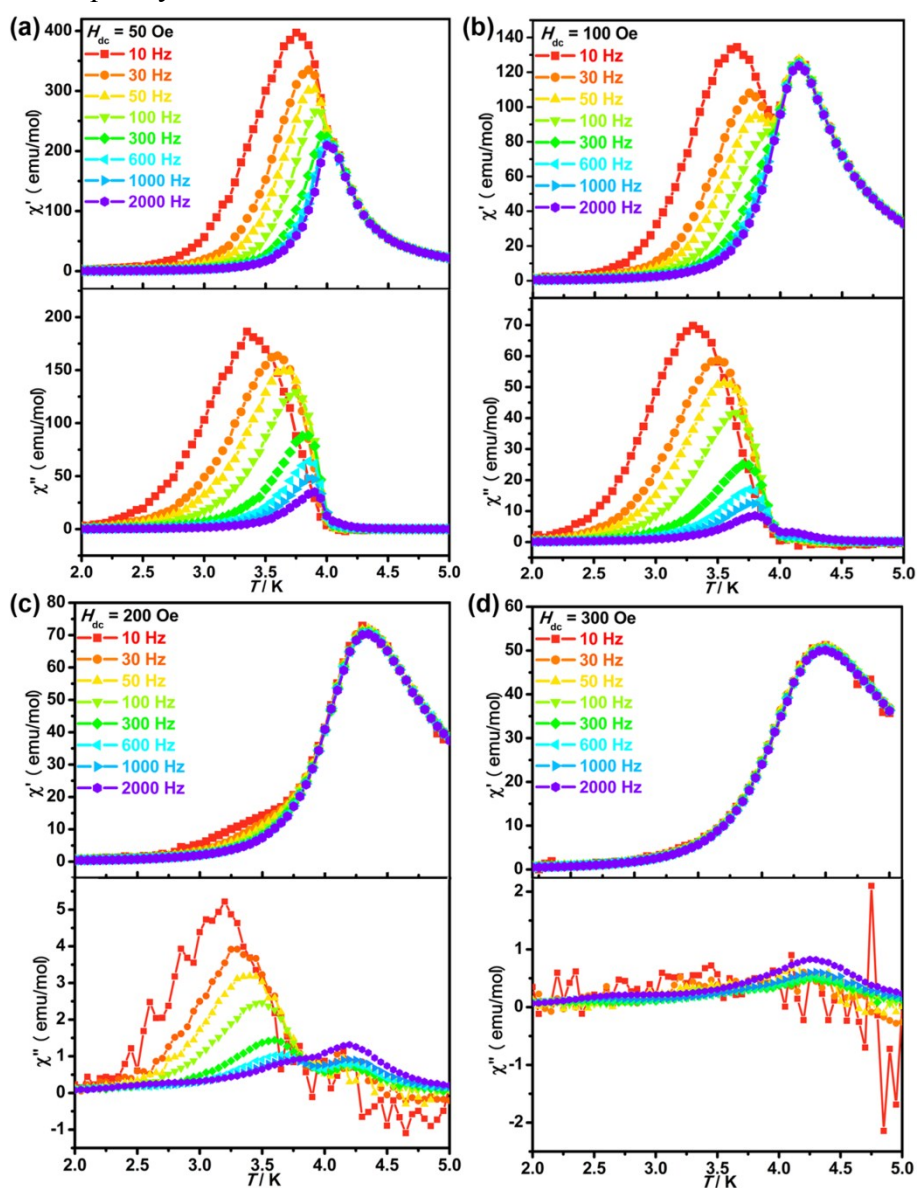 (a)
H_dc = 50 Oe
10 Hz
30 Hz
50 Hz
100 Hz
300 Hz
600 Hz
1000 Hz
2000 Hz
χ' ( emu/mol)
400
300
200
100
0
χ" ( emu/mol)
200
150
100
50
0
2.0 2.5 3.0 3.5 4.0 4.5 5.0
T / K
(b)
H_dc = 100 Oe
10 Hz
30 Hz
50 Hz
100 Hz
300 Hz
600 Hz
1000 Hz
2000 Hz
χ' ( emu/mol)
140
120
100
80
60
40
20
0
χ" ( emu/mol)
70
60
50
40
30
20
10
0
2.0 2.5 3.0 3.5 4.0 4.5 5.0
T / K
(c)
H_dc = 200 Oe
10 Hz
30 Hz
50 Hz
100 Hz
300 Hz
600 Hz
1000 Hz
2000 Hz
χ' ( emu/mol)
80
70
60
50
40
30
20
10
0
χ" ( emu/mol)
5
4
3
2
1
0
-1
2.0 2.5 3.0 3.5 4.0 4.5 5.0
T / K
(d)
H_dc = 300 Oe
10 Hz
30 Hz
50 Hz
100 Hz
300 Hz
600 Hz
1000 Hz
2000 Hz
χ' ( emu/mol)
60
50
40
30
20
10
0
χ" ( emu/mol)
2
1
0
-1
-2
2.0 2.5 3.0 3.5 4.0 4.5 5.0
T / K